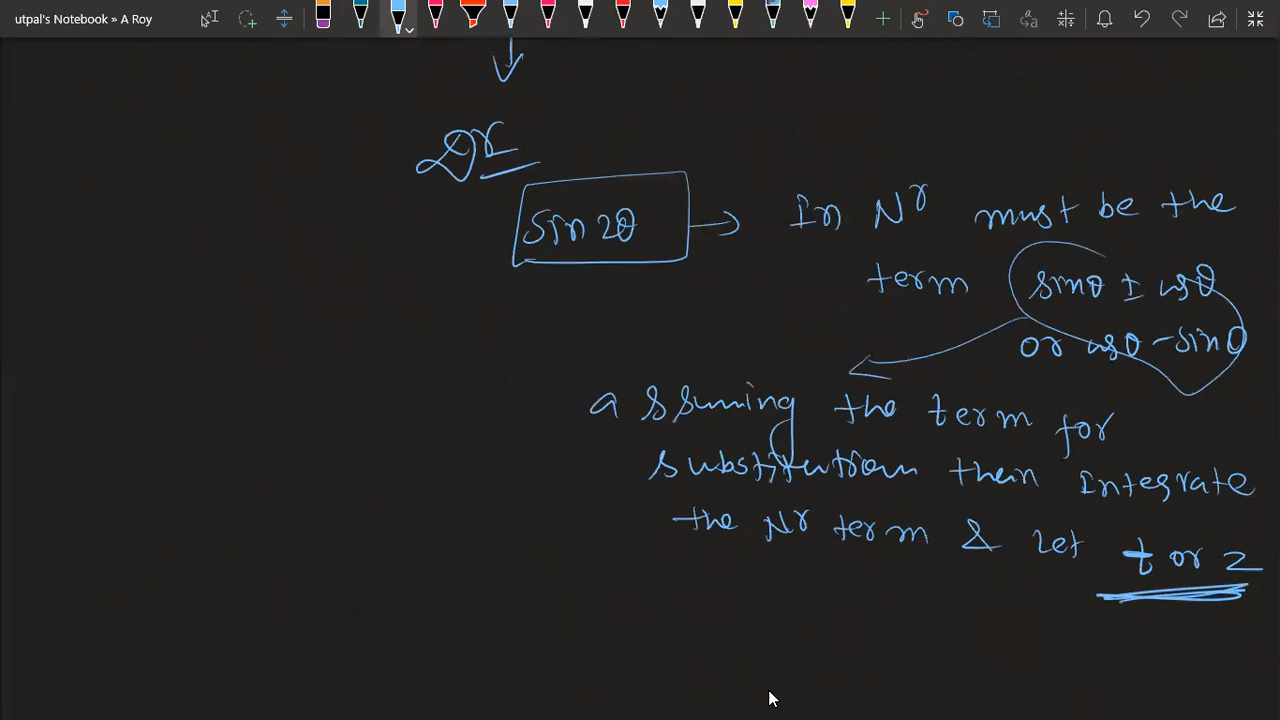 utpal's Notebook » A Roy
Dr
sin 2θ → In Nr must be the
term sinθ ± cosθ
or cosθ - sinθ
assuming the term for
substitution then integrate
the Nr term & let t or z